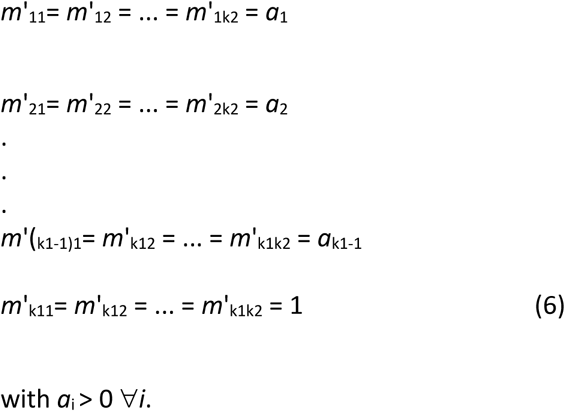 m'₁₁= m'₁₂ = ... = m'₁ₖ₂ = a₁
m'₂₁= m'₂₂ = ... = m'₂ₖ₂ = a₂
.
.
.
m'(ₖ₁₋₁)₁= m'ₖ₁₂ = ... = m'ₖ₁ₖ₂ = aₖ₁₋₁
m'ₖ₁₁= m'ₖ₁₂ = ... = m'ₖ₁ₖ₂ = 1 (6)
with aᵢ > 0 ∀i.